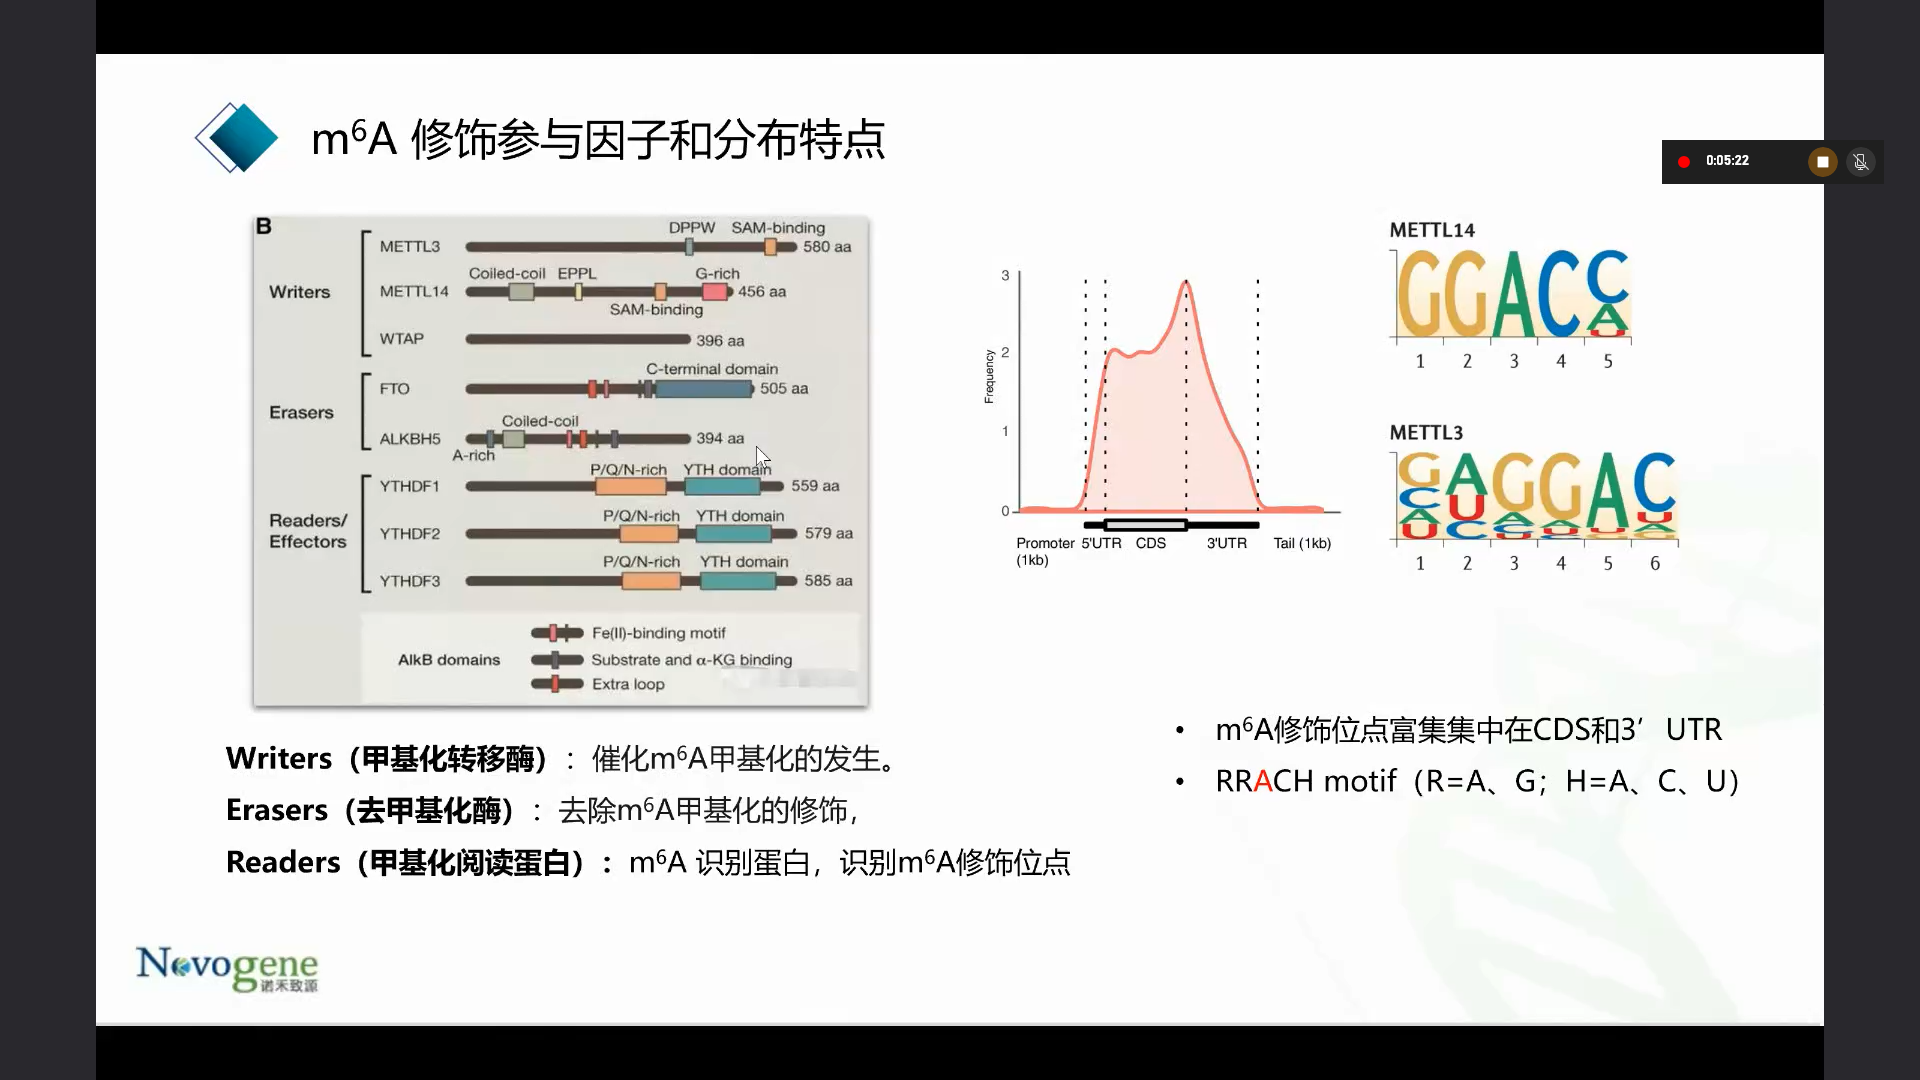 m⁶A 修饰参与因子和分布特点
0:05:22
B
DPPW SAM-binding
METTL3 580 aa
Coiled-coil EPPL G-rich
Writers METTL14 456 aa
SAM-binding
WTAP 396 aa
C-terminal domain
FTO 505 aa
Erasers
Coiled-coil
ALKBH5 394 aa
A-rich
P/Q/N-rich YTH domain
YTHDF1 559 aa
Readers/
Effectors
P/Q/N-rich YTH domain
YTHDF2 579 aa
P/Q/N-rich YTH domain
YTHDF3 585 aa
Fe(II)-binding motif
AlkB domains Substrate and α-KG binding
Extra loop
3
2
1
0
Frequency
Promoter 5'UTR CDS 3'UTR Tail (1kb)
(1kb)
METTL14
GGACC
A
U
1 2 3 4 5
METTL3
GAGGAC
CU
A
U
1 2 3 4 5 6
Writers（甲基化转移酶）：催化m⁶A甲基化的发生。
Erasers（去甲基化酶）：去除m⁶A甲基化的修饰，
Readers（甲基化阅读蛋白）：m⁶A 识别蛋白，识别m⁶A修饰位点
• m⁶A修饰位点富集集中在CDS和3’UTR
• RRACH motif（R=A、G；H=A、C、U）
Novogene
诺禾致源